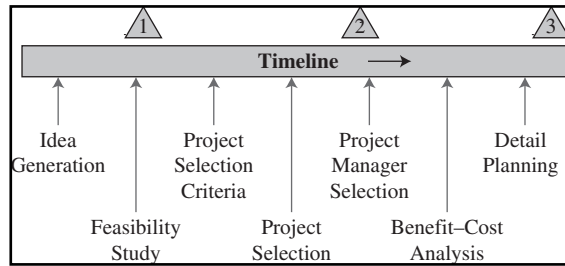 1
2
3
Timeline
Idea
Generation
Project
Selection
Criteria
Project
Manager
Selection
Detail
Planning
Feasibility
Study
Project
Selection
Benefit–Cost
Analysis